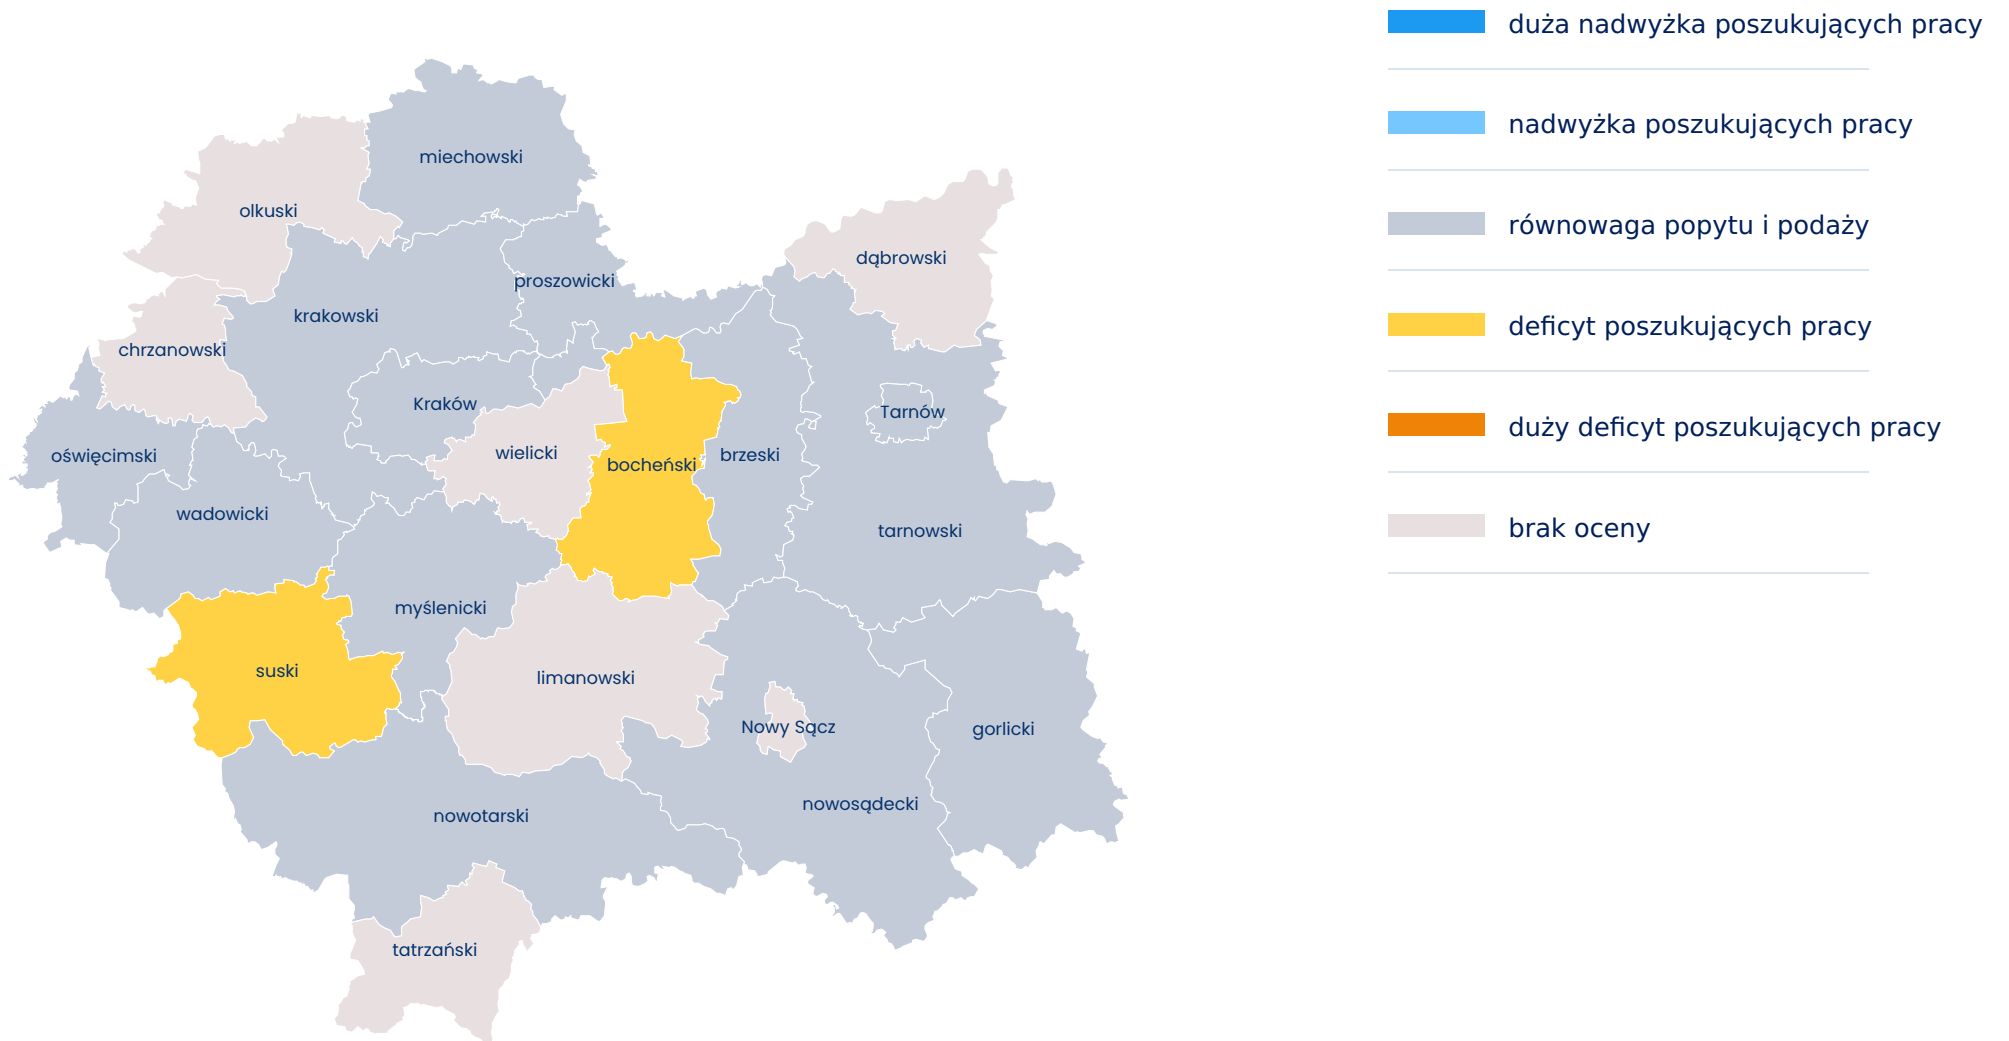 duża nadwyżka poszukujących pracy
nadwyżka poszukujących pracy
równowaga popytu i podaży
deficyt poszukujących pracy
duży deficyt poszukujących pracy
brak oceny
miechowski
olkuski
dąbrowski
proszowicki
krakowski
chrzanowski
Kraków
Tarnów
wielicki
brzeski
oświęcimski
bocheński
wadowicki
tarnowski
myślenicki
suski
limanowski
Nowy Sącz
gorlicki
nowosądecki
nowotarski
tatrzański